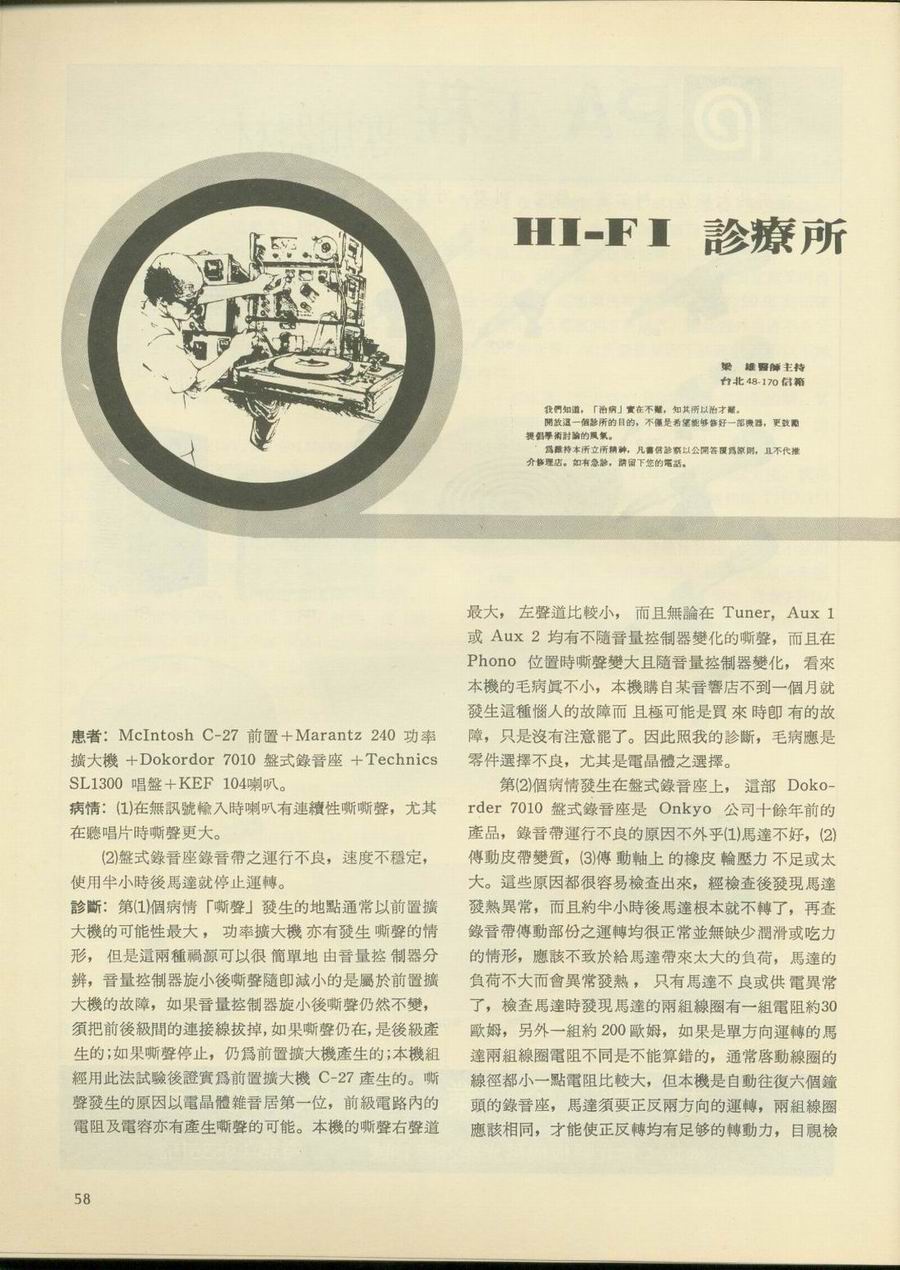 HI-FI 診療所
梁　雄醫師主持
台北48-170信箱
我們知道，「治病」實在不難，知其所以治才難。
開放這一個診所的目的，不僅是希望能够修好一部機器，更鼓勵
提倡學術討論的風氣。
爲維持本所立所精神，凡書信診察以公開答覆爲原則，且不代推
介修理店。如有急診，請留下您的電話。
患者：McIntosh C-27 前置＋Marantz 240 功率
擴大機 ＋Dokordor 7010 盤式錄音座 ＋Technics
SL1300 唱盤＋KEF 104喇叭。
病情：⑴在無訊號輸入時喇叭有連續性嘶嘶聲，尤其
在聽唱片時嘶聲更大。
⑵盤式錄音座錄音帶之運行不良，速度不穩定，
使用半小時後馬達就停止運轉。
診斷：第⑴個病情「嘶聲」發生的地點通常以前置擴
大機的可能性最大，功率擴大機亦有發生嘶聲的情
形，但是這兩種禍源可以很簡單地由音量控制器分
辨，音量控制器旋小後嘶聲隨卽減小的是屬於前置擴
大機的故障，如果音量控制器旋小後嘶聲仍然不變，
須把前後級間的連接線拔掉，如果嘶聲仍在，是後級產
生的；如果嘶聲停止，仍爲前置擴大機產生的；本機組
經用此法試驗後證實爲前置擴大機 C-27 產生的。嘶
聲發生的原因以電晶體雜音居第一位，前級電路內的
電阻及電容亦有產生嘶聲的可能。本機的嘶聲右聲道
最大，左聲道比較小，而且無論在 Tuner, Aux 1
或 Aux 2 均有不隨音量控制器變化的嘶聲，而且在
Phono 位置時嘶聲變大且隨音量控制器變化，看來
本機的毛病眞不小，本機購自某音響店不到一個月就
發生這種惱人的故障而且極可能是買來時卽有的故
障，只是沒有注意罷了。因此照我的診斷，毛病應是
零件選擇不良，尤其是電晶體之選擇。
第⑵個病情發生在盤式錄音座上，這部 Doko-
rder 7010 盤式錄音座是 Onkyo 公司十餘年前的
產品，錄音帶運行不良的原因不外乎⑴馬達不好，⑵
傳動皮帶變質，⑶傳動軸上的橡皮輪壓力不足或太
大。這些原因都很容易檢查出來，經檢查後發現馬達
發熱異常，而且約半小時後馬達根本就不轉了，再查
錄音帶傳動部份之運轉均很正常並無缺少潤滑或吃力
的情形，應該不致於給馬達帶來太大的負荷，馬達的
負荷不大而會異常發熱，只有馬達不良或供電異常
了，檢查馬達時發現馬達的兩組線圈有一組電阻約30
歐姆，另外一組約 200 歐姆，如果是單方向運轉的馬
達兩組線圈電阻不同是不能算錯的，通常啓動線圈的
線徑都小一點電阻比較大，但本機是自動往復六個鐘
頭的錄音座，馬達須要正反兩方向的運轉，兩組線圈
應該相同，才能使正反轉均有足够的轉動力，目視檢
58